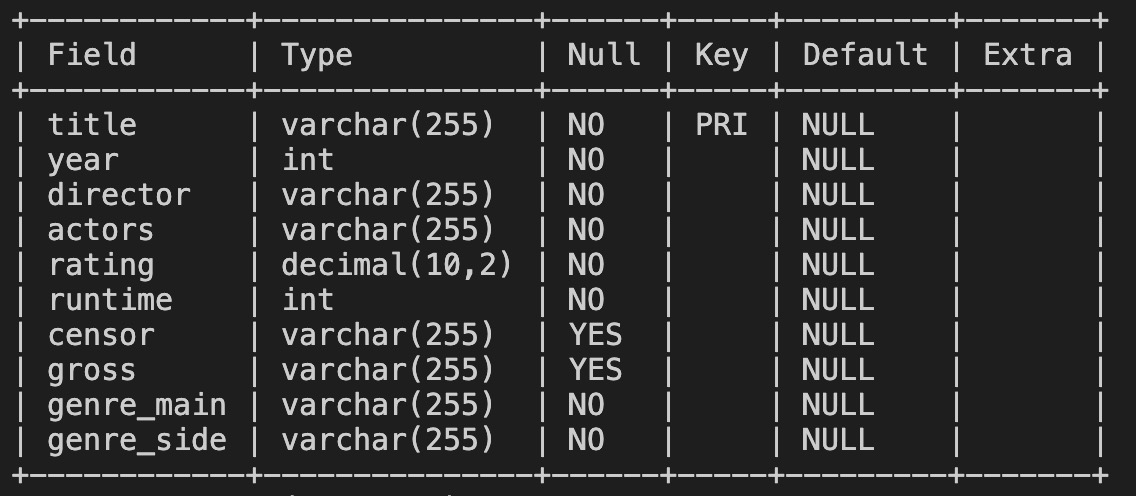 +------------+---------------+------+-----+---------+-------+
| Field      | Type          | Null | Key | Default | Extra |
+------------+---------------+------+-----+---------+-------+
| title      | varchar(255)  | NO   | PRI | NULL    |       |
| year       | int           | NO   |     | NULL    |       |
| director   | varchar(255)  | NO   |     | NULL    |       |
| actors     | varchar(255)  | NO   |     | NULL    |       |
| rating     | decimal(10,2) | NO   |     | NULL    |       |
| runtime    | int           | NO   |     | NULL    |       |
| censor     | varchar(255)  | YES  |     | NULL    |       |
| gross      | varchar(255)  | YES  |     | NULL    |       |
| genre_main | varchar(255)  | NO   |     | NULL    |       |
| genre_side | varchar(255)  | NO   |     | NULL    |       |
+------------+---------------+------+-----+---------+-------+